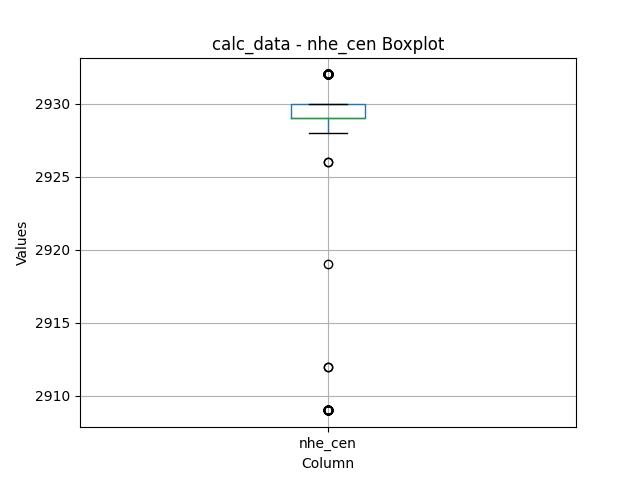 calc_data - nhe_cen Boxplot
2930
2925
2920
2915
2910
Values
nhe_cen
Column